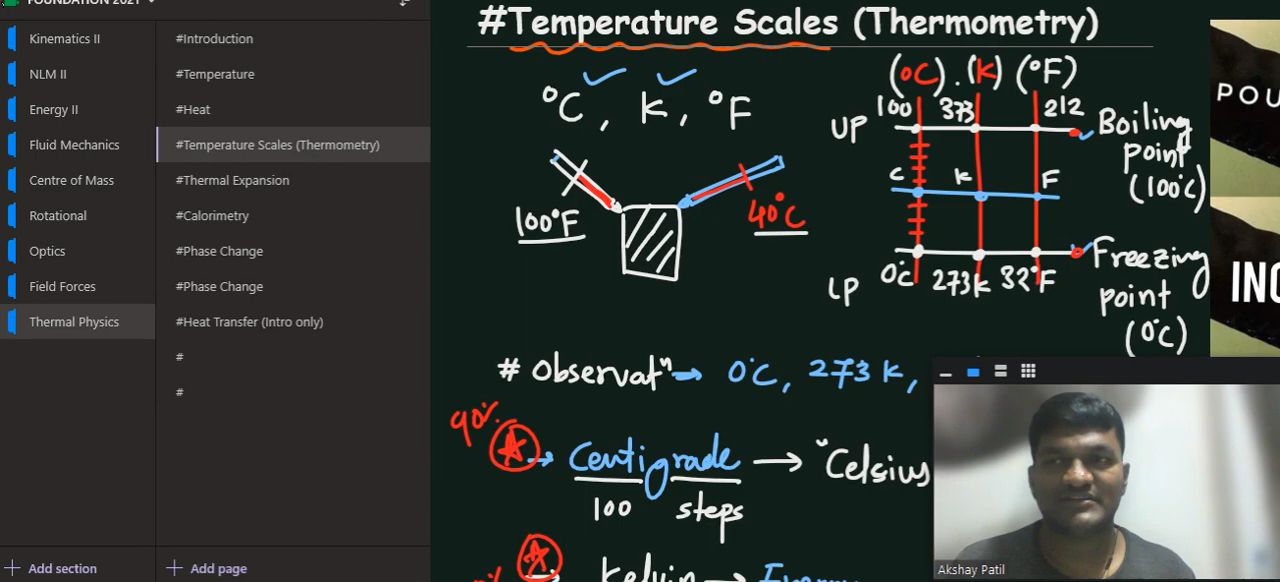 FOUNDATION 2021
Kinematics II
NLM II
Energy II
Fluid Mechanics
Centre of Mass
Rotational
Optics
Field Forces
Thermal Physics
Add section
#Introduction
#Temperature
#Heat
#Temperature Scales (Thermometry)
#Thermal Expansion
#Calorimetry
#Phase Change
#Phase Change
#Heat Transfer (Intro only)
#
#
Add page
#Temperature Scales (Thermometry)
°C, K, °F
100°F
40°C
(°C). (K) (°F)
UP 100 373 212 Boiling point (100°C)
C K F
LP 0°C 273K 32°F Freezing point (0°C)
# Observatⁿ → 0°C, 273 K,
90%
→ Centigrade → °Celsius
100 steps
→ Kelvin →
POU
INC
Akshay Patil